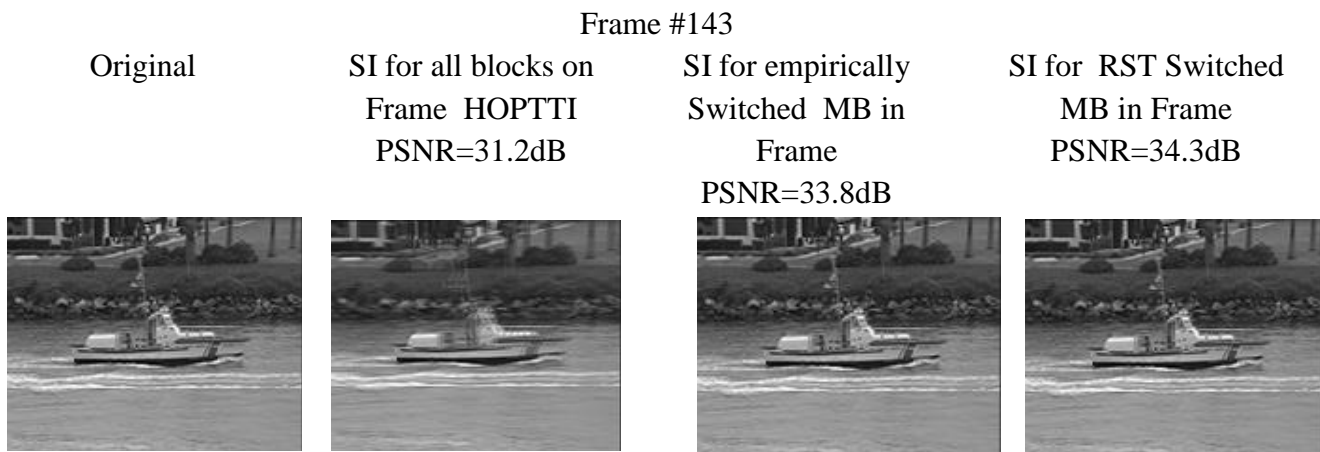 Frame #143
Original
SI for all blocks on
Frame HOPTTI
PSNR=31.2dB
SI for empirically
Switched MB in
Frame
PSNR=33.8dB
SI for RST Switched
MB in Frame
PSNR=34.3dB